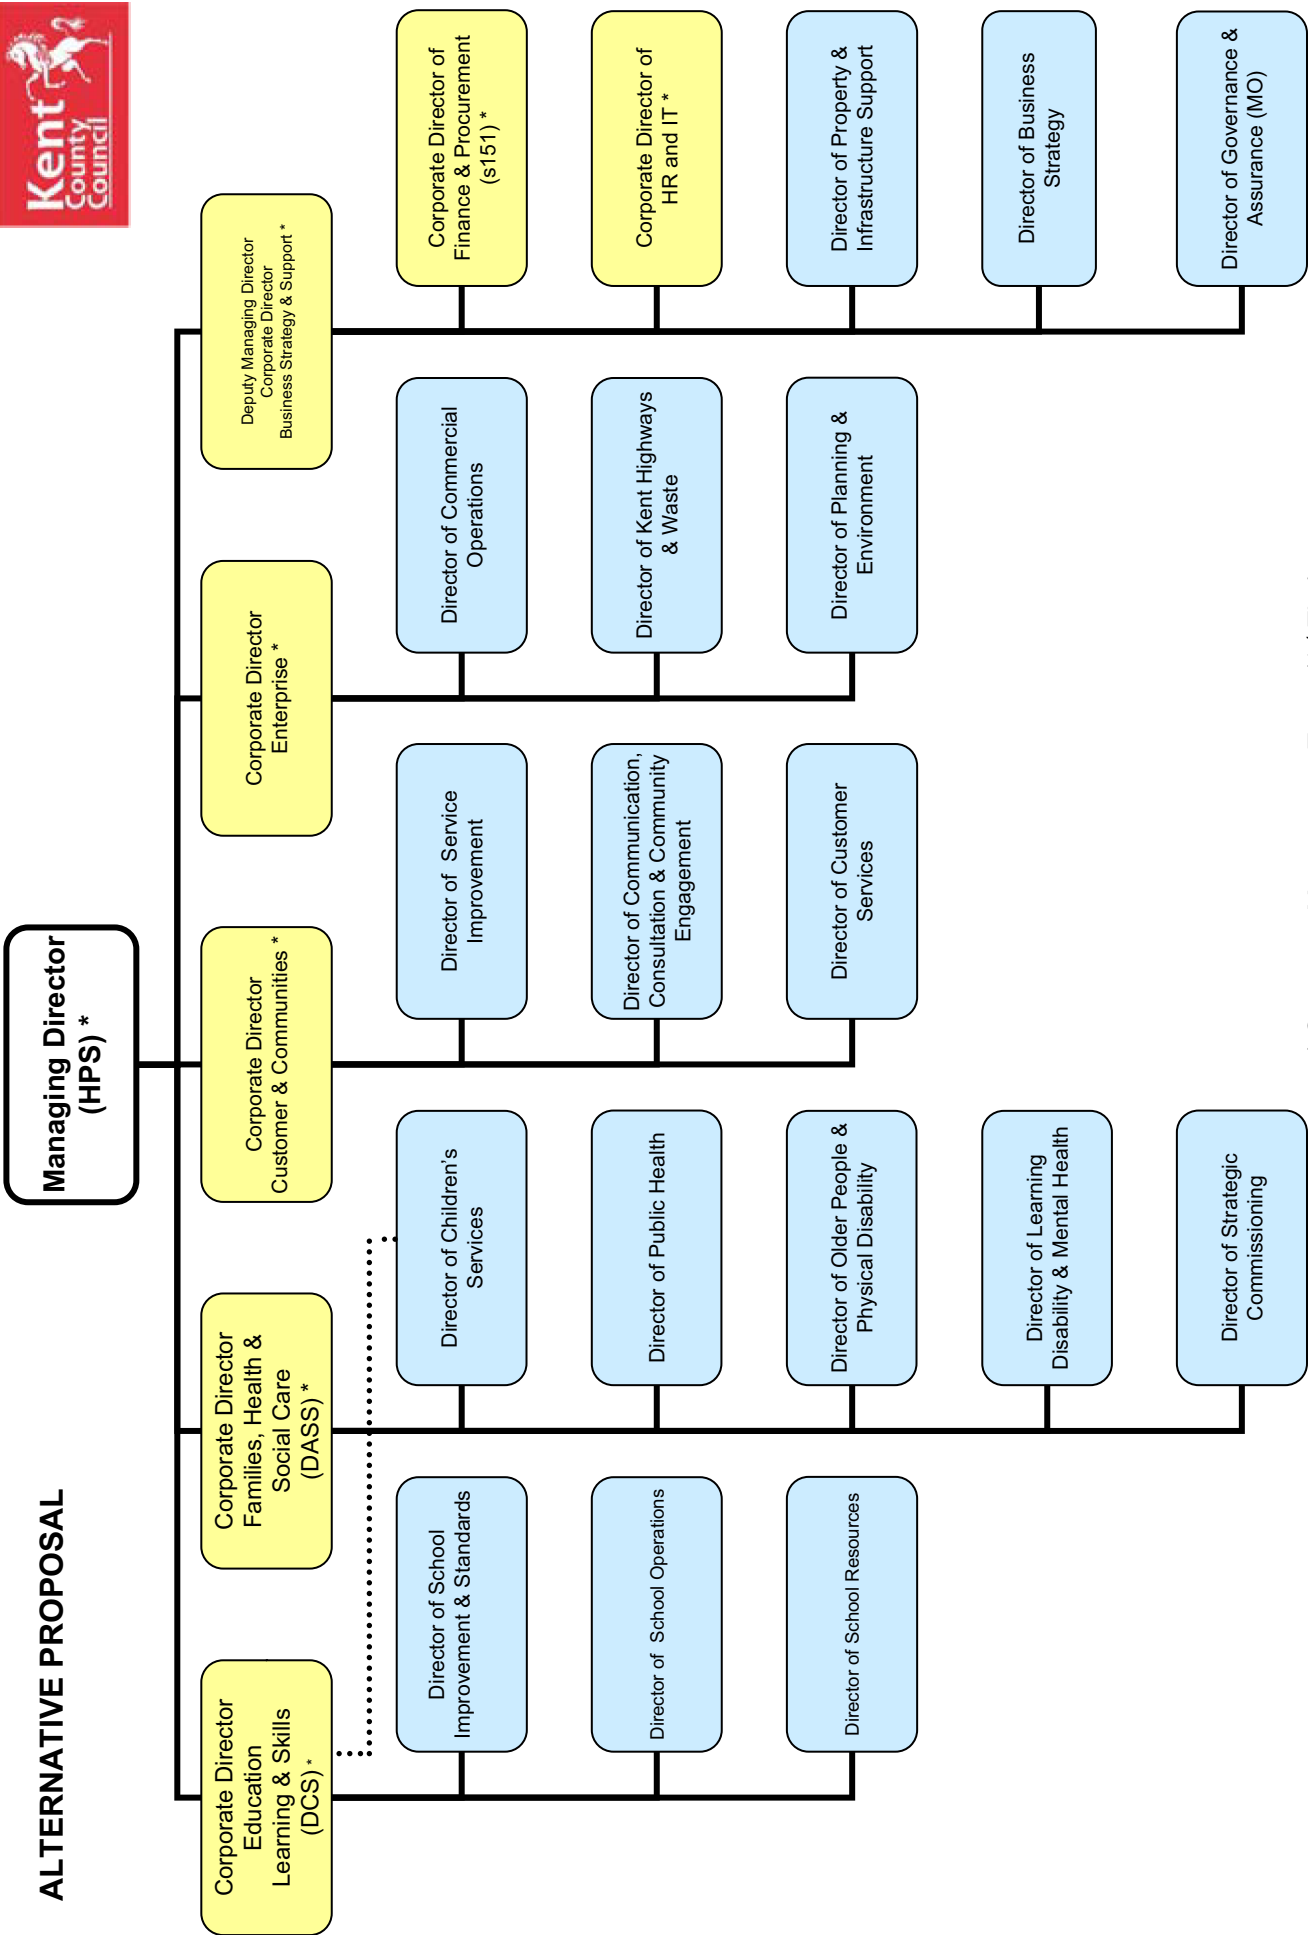 ALTERNATIVE PROPOSAL
Kent
County
Council
Managing Director
(HPS) *
Corporate Director
Education
Learning & Skills
(DCS) *
Corporate Director
Families, Health &
Social Care
(DASS) *
Corporate Director
Customer & Communities *
Corporate Director
Enterprise *
Deputy Managing Director
Corporate Director
Business Strategy & Support *
Director of School
Improvement & Standards
Director of School Operations
Director of School Resources
Director of Children's
Services
Director of Public Health
Director of Older People &
Physical Disability
Director of Learning
Disability & Mental Health
Director of Strategic
Commissioning
Director of Service
Improvement
Director of Communication,
Consultation & Community
Engagement
Director of Customer
Services
Director of Commercial
Operations
Director of Kent Highways
& Waste
Director of Planning &
Environment
Corporate Director of
Finance & Procurement
(s151) *
Corporate Director of
HR and IT *
Director of Property &
Infrastructure Support
Director of Business
Strategy
Director of Governance &
Assurance (MO)